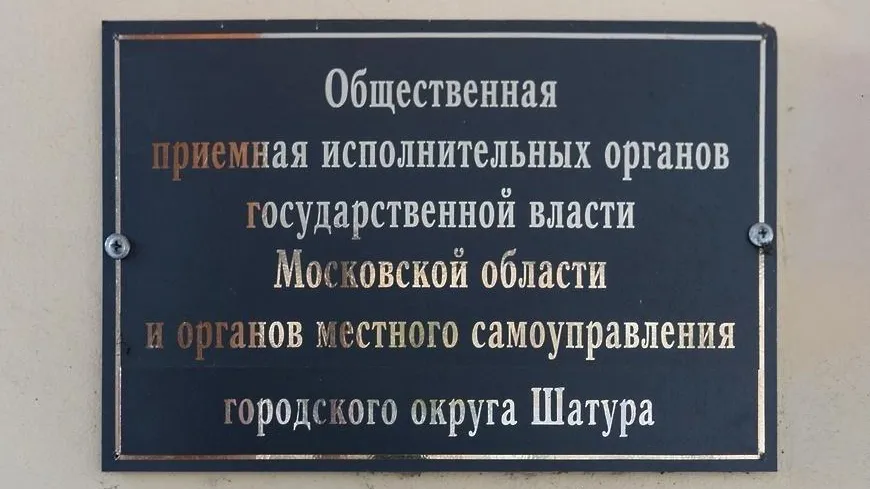 Общественная
приемная исполнительных органов
государственной власти
Московской области
и органов местного самоуправления
городского округа Шатура